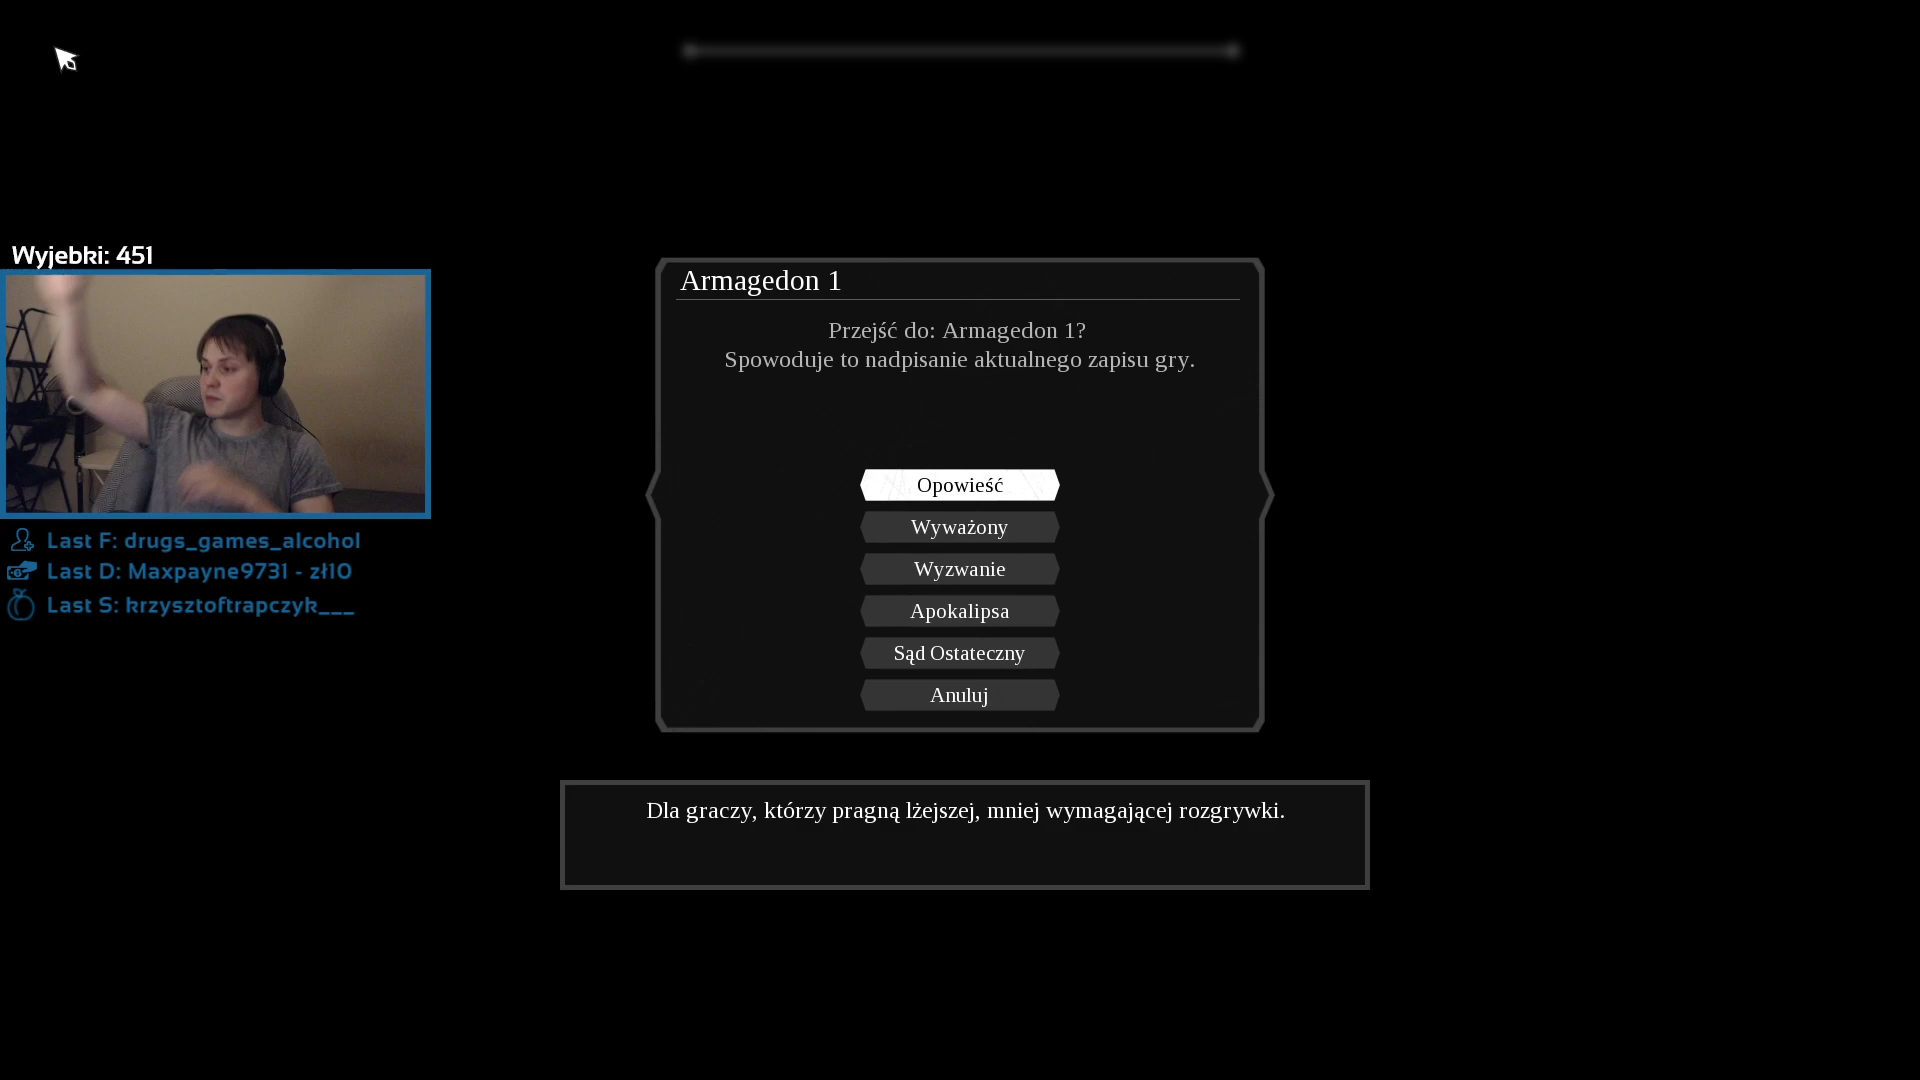 Wyjebki: 451
Last F: drugs_games_alcohol
Last D: Maxpayne9731 - zł10
Last S: krzysztoftrapczyk___
Armagedon 1
Przejść do: Armagedon 1?
Spowoduje to nadpisanie aktualnego zapisu gry.
Opowieść
Wyważony
Wyzwanie
Apokalipsa
Sąd Ostateczny
Anuluj
Dla graczy, którzy pragną lżejszej, mniej wymagającej rozgrywki.